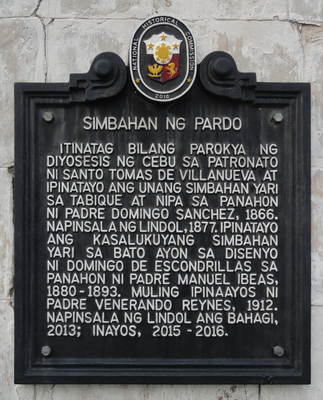 NATIONAL HISTORICAL COMMISSION
2016
SIMBAHAN NG PARDO
ITINATAG BILANG PAROKYA NG
DIYOSESIS NG CEBU SA PATRONATO
NI SANTO TOMAS DE VILLANUEVA AT
IPINATAYO ANG UNANG SIMBAHAN YARI
SA TABIQUE AT NIPA SA PANAHON
NI PADRE DOMINGO SANCHEZ, 1866.
NAPINSALA NG LINDOL, 1877. IPINATAYO
ANG KASALUKUYANG SIMBAHAN
YARI SA BATO AYON SA DISENYO
NI DOMINGO DE ESCONDRILLAS SA
PANAHON NI PADRE MANUEL IBEAS,
1880-1893. MULING IPINAAYOS NI
PADRE VENERANDO REYNES, 1912.
NAPINSALA NG LINDOL ANG BAHAGI,
2013; INAYOS, 2015-2016.